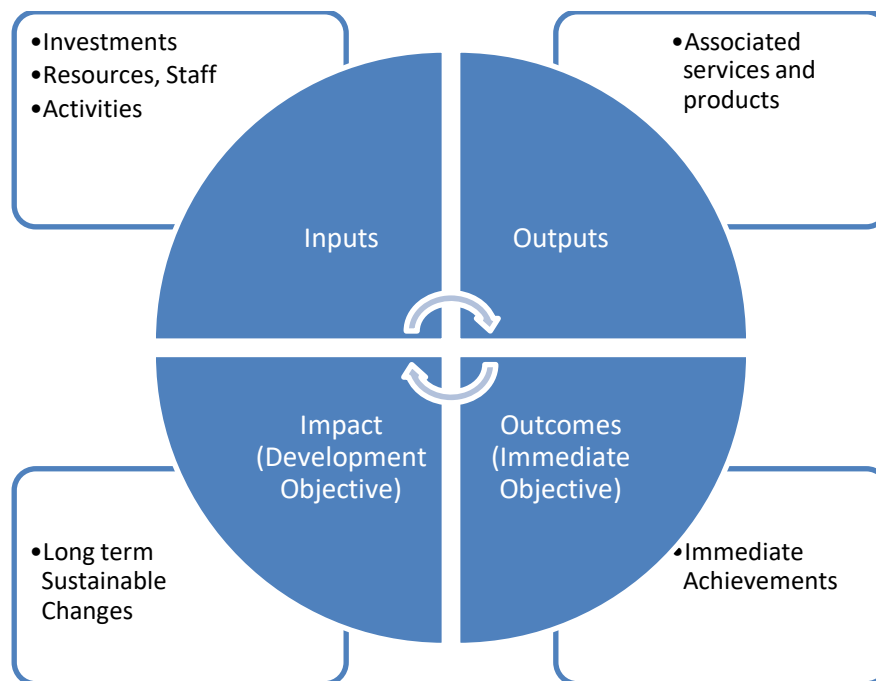 •Investments
•Resources, Staff
•Activities
•Associated
services and
products
Inputs
Outputs
Impact
(Development
Objective)
Outcomes
(Immediate
Objective)
•Long term
Sustainable
Changes
•Immediate
Achievements